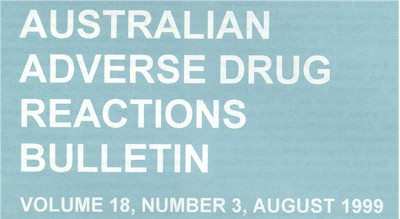 AUSTRALIAN
ADVERSE DRUG
REACTIONS
BULLETIN
VOLUME 18, NUMBER 3, AUGUST 1999